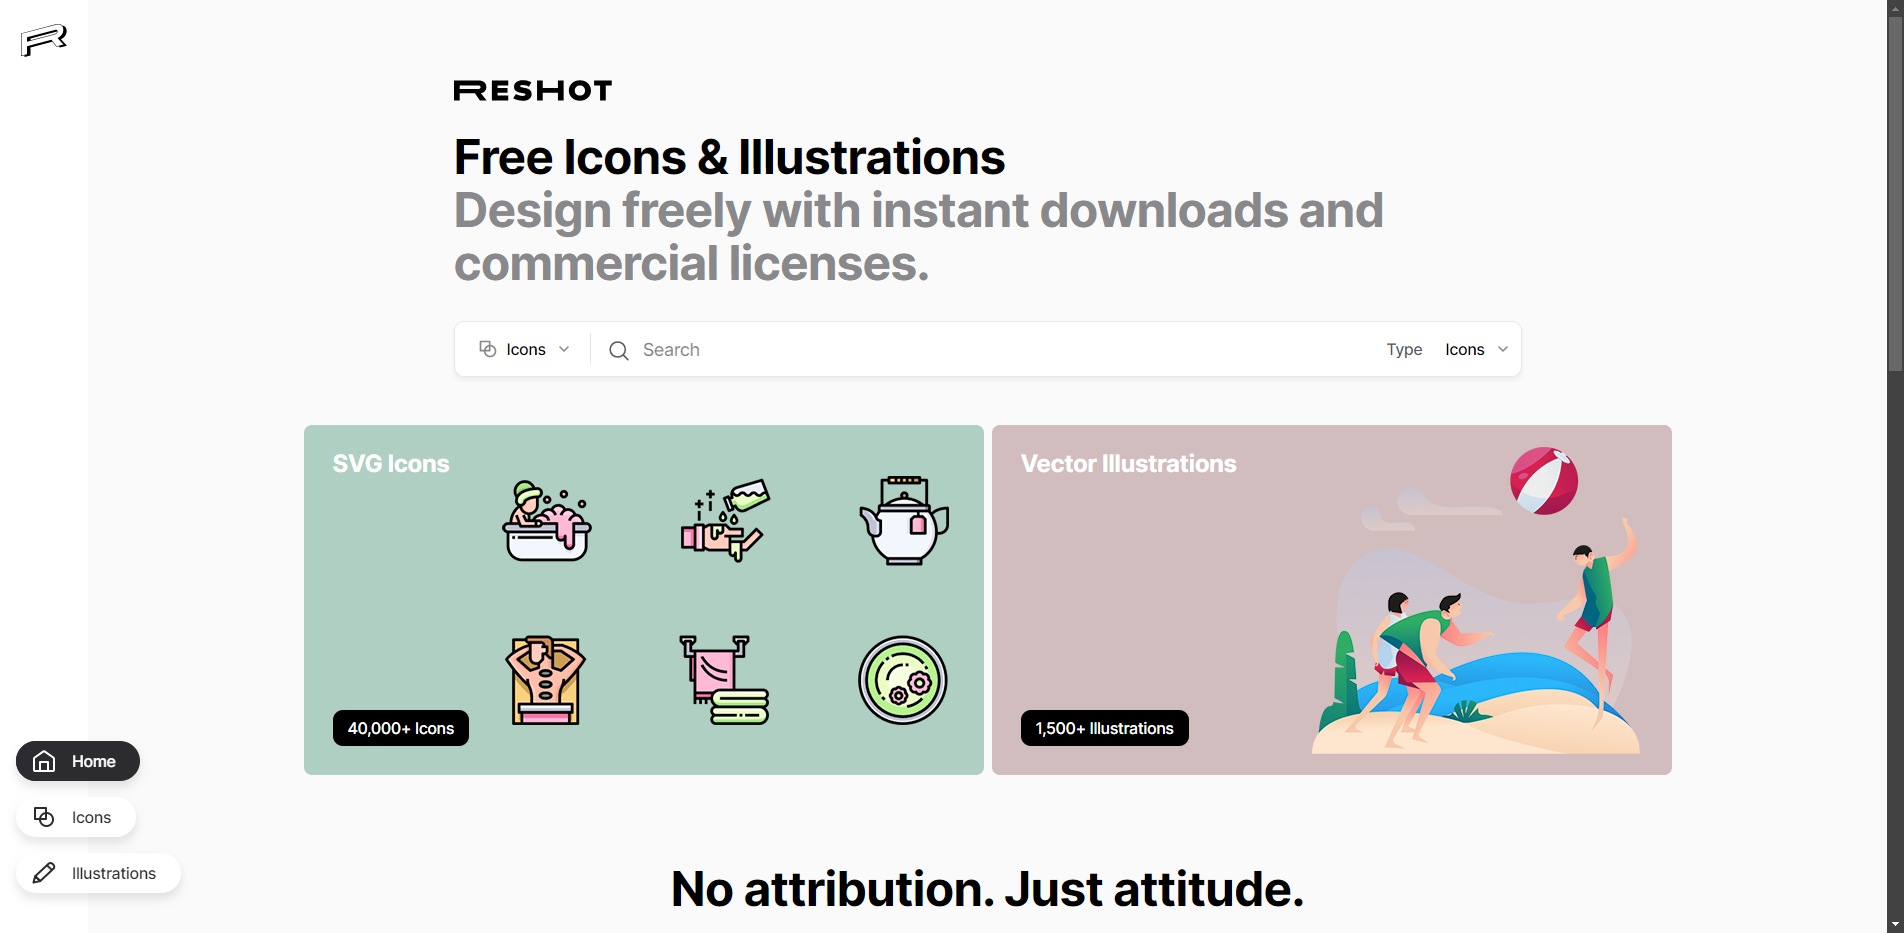 RESHOT
Free Icons & Illustrations
Design freely with instant downloads and
commercial licenses.
Icons
Search
Type Icons
SVG Icons
40,000+ Icons
Vector Illustrations
1,500+ Illustrations
Home
Icons
Illustrations
No attribution. Just attitude.